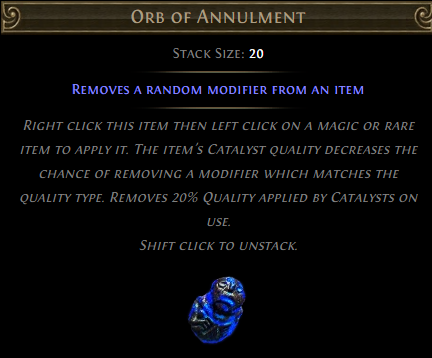 Orb of Annulment
Stack Size: 20
Removes a random modifier from an item
Right click this item then left click on a magic or rare
item to apply it. The item's Catalyst quality decreases the
chance of removing a modifier which matches the
quality type. Removes 20% Quality applied by Catalysts on
use.
Shift click to unstack.